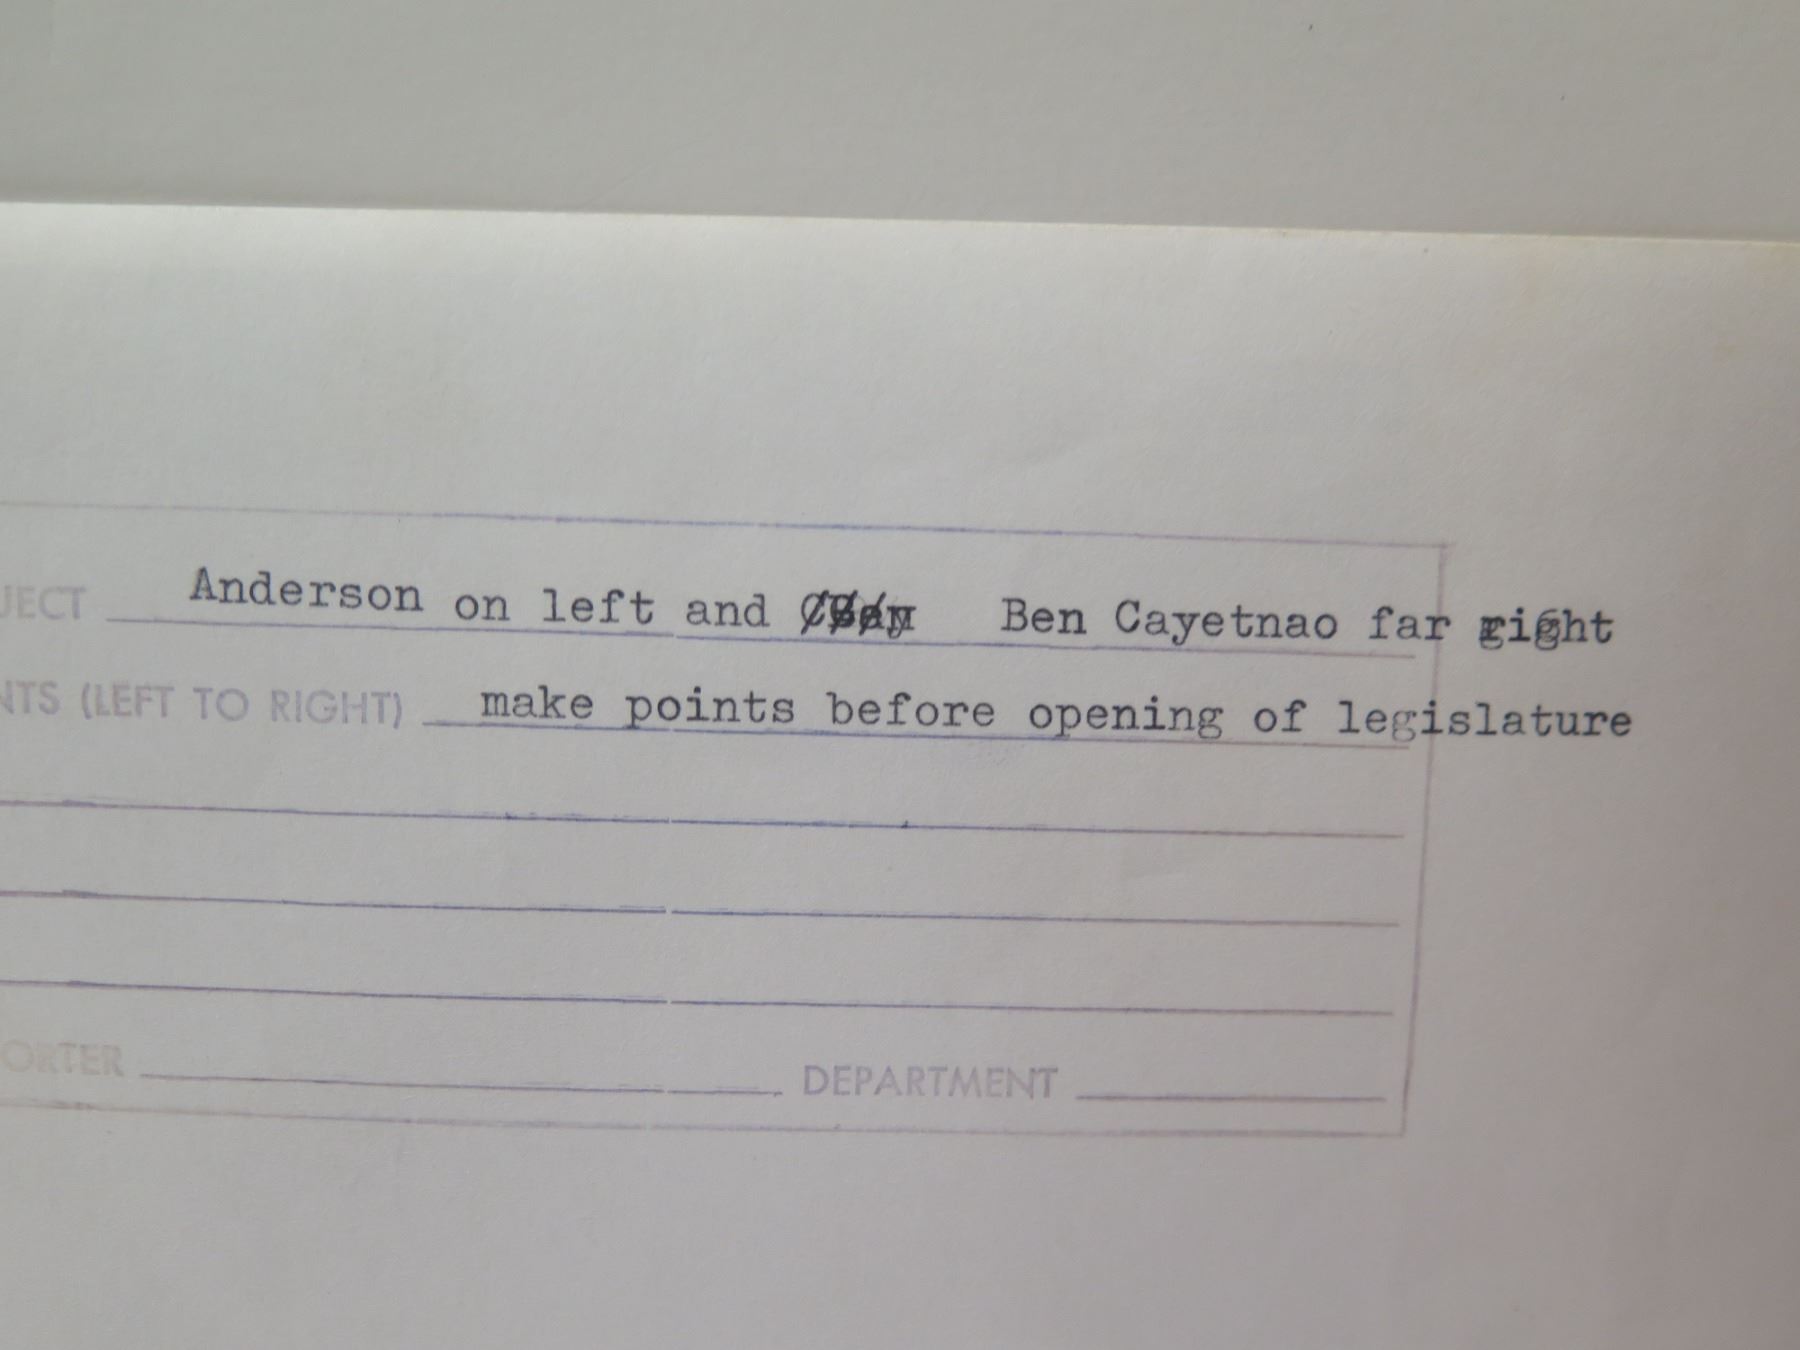 JECT Anderson on left and Ben Cayetnao far right
NTS (LEFT TO RIGHT) make points before opening of legislature
ORTER DEPARTMENT